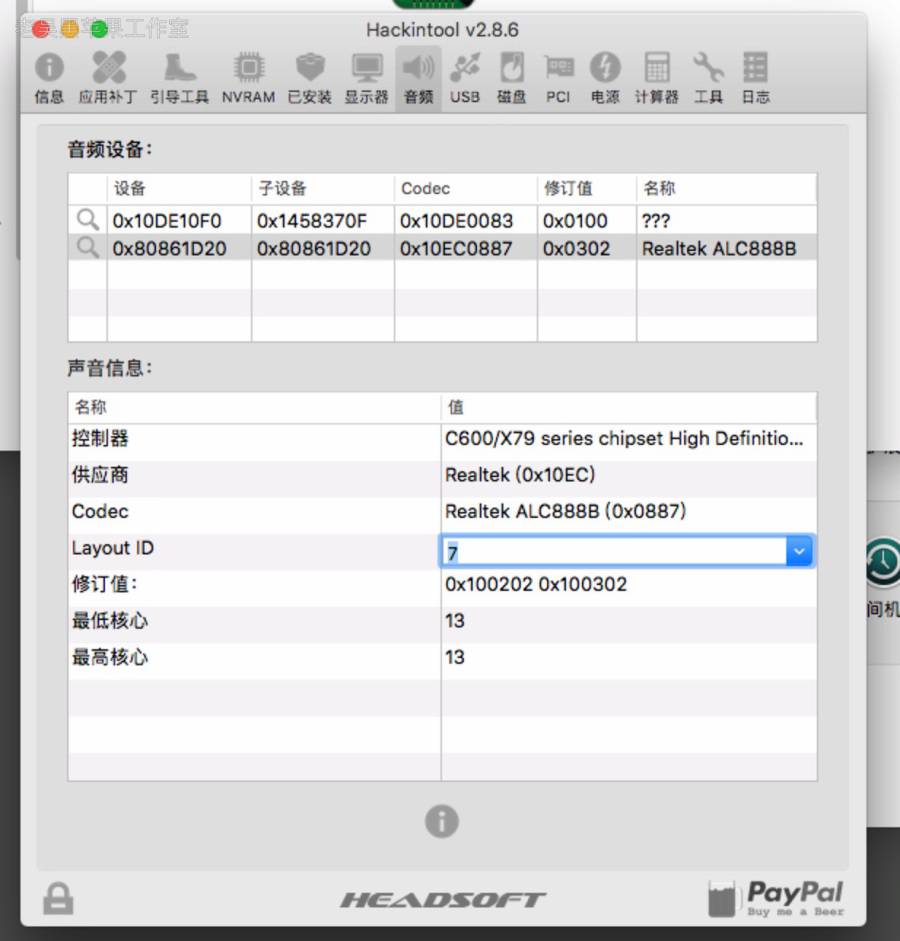 Hackintool v2.8.6
信息 应用补丁 引导工具 NVRAM 已安装 显示器 音频 USB 磁盘 PCI 电源 计算器 工具 日志
音频设备：
设备 子设备 Codec 修订值 名称
0x10DE10F0 0x1458370F 0x10DE0083 0x0100 ???
0x80861D20 0x80861D20 0x10EC0887 0x0302 Realtek ALC888B
声音信息：
名称 值
控制器 C600/X79 series chipset High Definitio...
供应商 Realtek (0x10EC)
Codec Realtek ALC888B (0x0887)
Layout ID 7
修订值： 0x100202 0x100302
最低核心 13
最高核心 13
间机
HEADSOFT
PayPal
Buy me a Beer